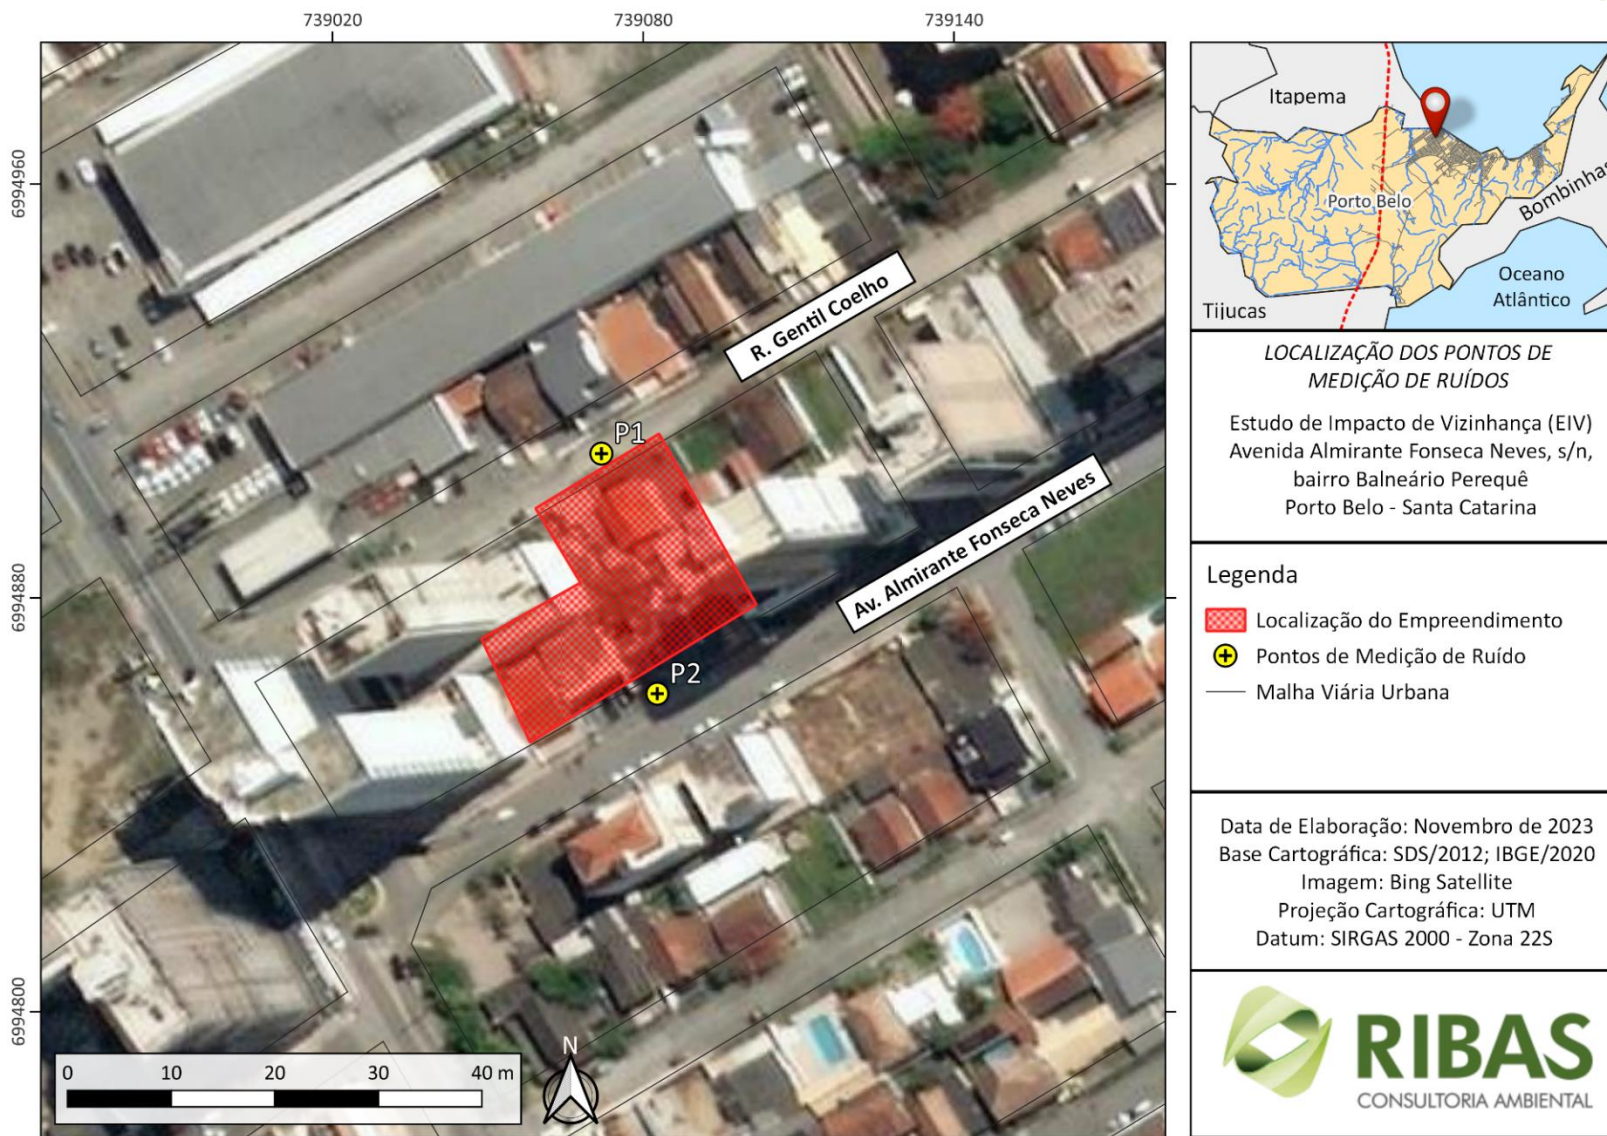 739020
739080
739140
6994960
6994880
6994800
R. Gentil Coelho
Av. Almirante Fonseca Neves
P1
P2
N
0 10 20 30 40 m
Itapema
Porto Belo
Bombinhas
Tijucas
Oceano
Atlântico
LOCALIZAÇÃO DOS PONTOS DE
MEDIÇÃO DE RUÍDOS
Estudo de Impacto de Vizinhança (EIV)
Avenida Almirante Fonseca Neves, s/n,
bairro Balneário Perequê
Porto Belo - Santa Catarina
Legenda
Localização do Empreendimento
Pontos de Medição de Ruído
Malha Viária Urbana
Data de Elaboração: Novembro de 2023
Base Cartográfica: SDS/2012; IBGE/2020
Imagem: Bing Satellite
Projeção Cartográfica: UTM
Datum: SIRGAS 2000 - Zona 22S
RIBAS
CONSULTORIA AMBIENTAL